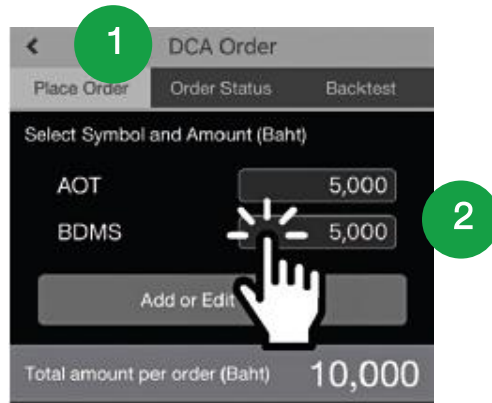 1
DCA Order
Place Order Order Status Backtest
Select Symbol and Amount (Baht)
AOT 5,000
BDMS 5,000
2
Add or Edit
Total amount per order (Baht) 10,000